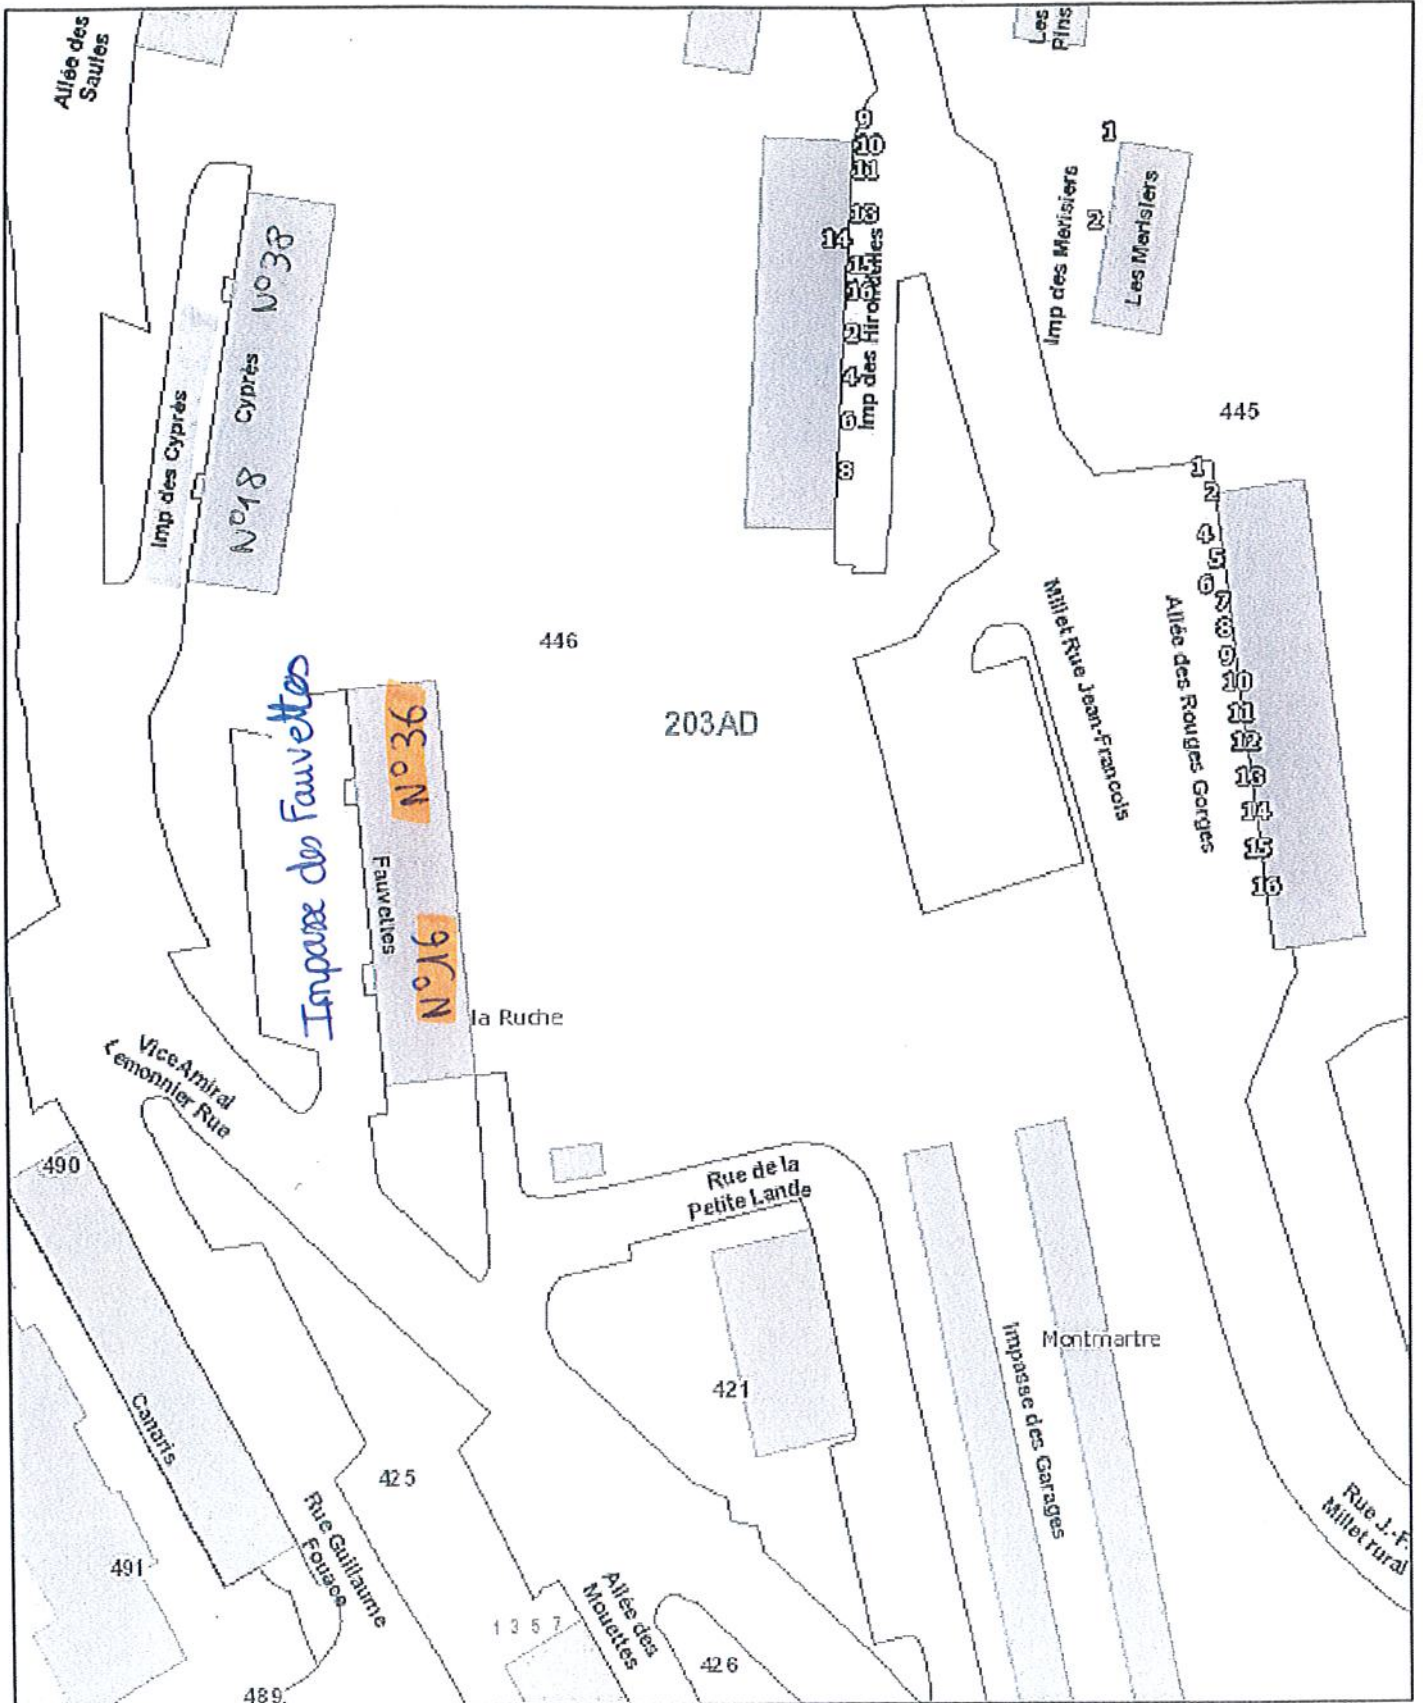 Allée des
Saules
Les
Pins
9
10
11
13
14
15
16
2
4
6
8
Imp des Hirondelles
1
2
Imp des Merisiers
Les Merisiers
N°38
Cyprès
N°18
Imp des Cyprès
445
1
2
4
5
6
7
8
9
10
11
12
13
14
15
16
Allée des Rouges Gorges
Millet Rue Jean-Francois
446
203AD
Impasse des Fauvettes
N°36
Fauvettes
N°16
la Ruche
Vice Amiral
Lemonnier Rue
490
Rue de la
Petite Lande
Canaris
421
Impasse des Garages
Montmartre
425
Rue Guillaume
Fouace
491
Rue J.-F.
Millet rural
Allée des
Mouettes
1 3 5 7
426
489